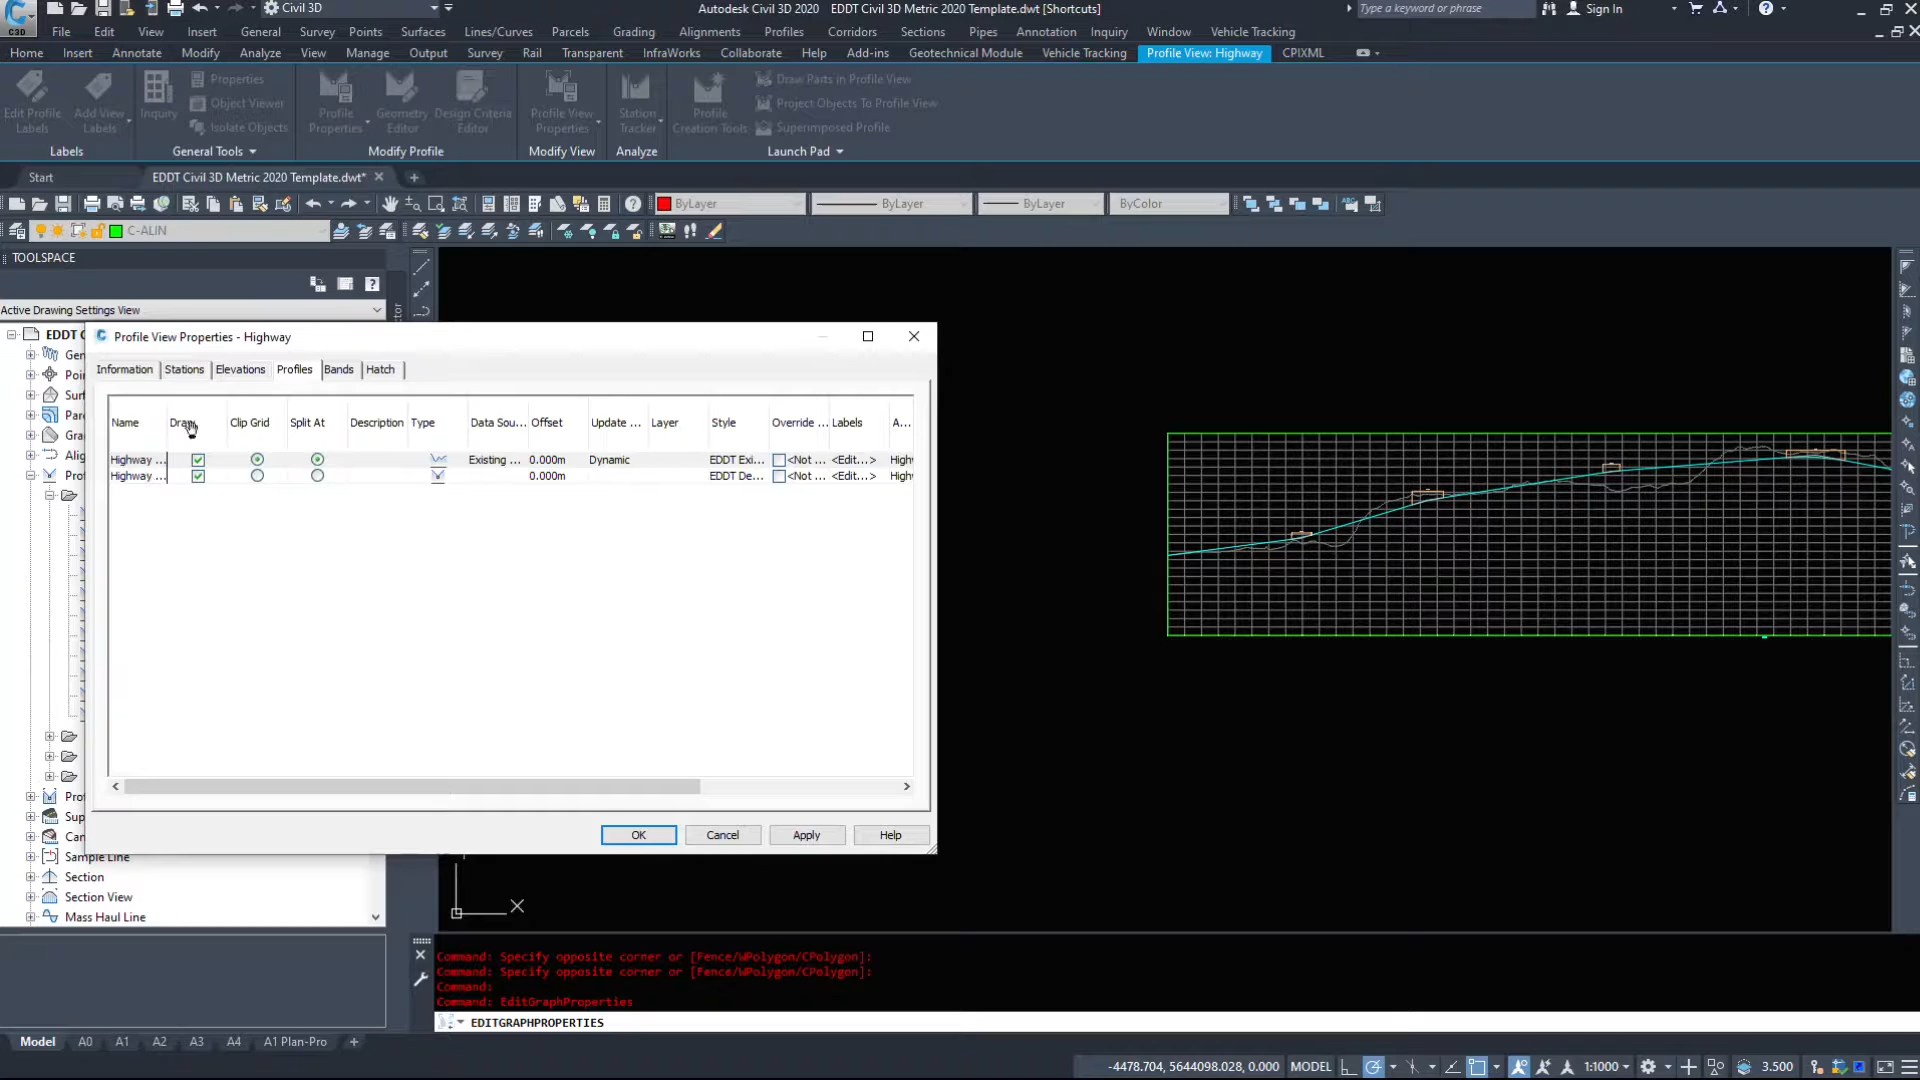 Civil 3D
Autodesk Civil 3D 2020 EDDT Civil 3D Metric 2020 Template.dwt [Shortcuts]
Type a keyword or phrase
Sign In
C3D
File Edit View Insert General Survey Points Surfaces Lines/Curves Parcels Grading Alignments Profiles Corridors Sections Pipes Annotation Inquiry Window Vehicle Tracking
Home Insert Annotate Modify Analyze View Manage Output Survey Rail Transparent InfraWorks Collaborate Help Add-ins Geotechnical Module Vehicle Tracking Profile View: Highway CPIXML
Edit Profile Labels
Add View Labels
Inquiry
Properties
Object Viewer
Isolate Objects
Profile Properties
Geometry Editor
Design Criteria Editor
Profile View Properties
Station Tracker
Profile Creation Tools
Draw Parts in Profile View
Project Objects To Profile View
Superimposed Profile
Labels General Tools Modify Profile Modify View Analyze Launch Pad
Start EDDT Civil 3D Metric 2020 Template.dwt*
ByLayer ByLayer ByLayer ByColor
C-ALIN
TOOLSPACE
Active Drawing Settings View
EDDT C
Gen
Poi
Surf
Par
Gra
Alig
Prof
Prof
Sup
Can
Sample Line
Section
Section View
Mass Haul Line
Profile View Properties - Highway
Information Stations Elevations Profiles Bands Hatch
Name Draw Clip Grid Split At Description Type Data Sou... Offset Update ... Layer Style Override ... Labels A...
Highway ... Existing ... 0.000m Dynamic EDDT Exi... <Not ... <Edit...> High
Highway ... 0.000m EDDT De... <Not ... <Edit...> High
OK Cancel Apply Help
Command: Specify opposite corner or [Fence/WPolygon/CPolygon]:
Command: Specify opposite corner or [Fence/WPolygon/CPolygon]:
Command:
Command: EditGraphProperties
EDITGRAPHPROPERTIES
Model A0 A1 A2 A3 A4 A1 Plan-Pro
-4478.704, 5644098.028, 0.000 MODEL 1:1000 3.500